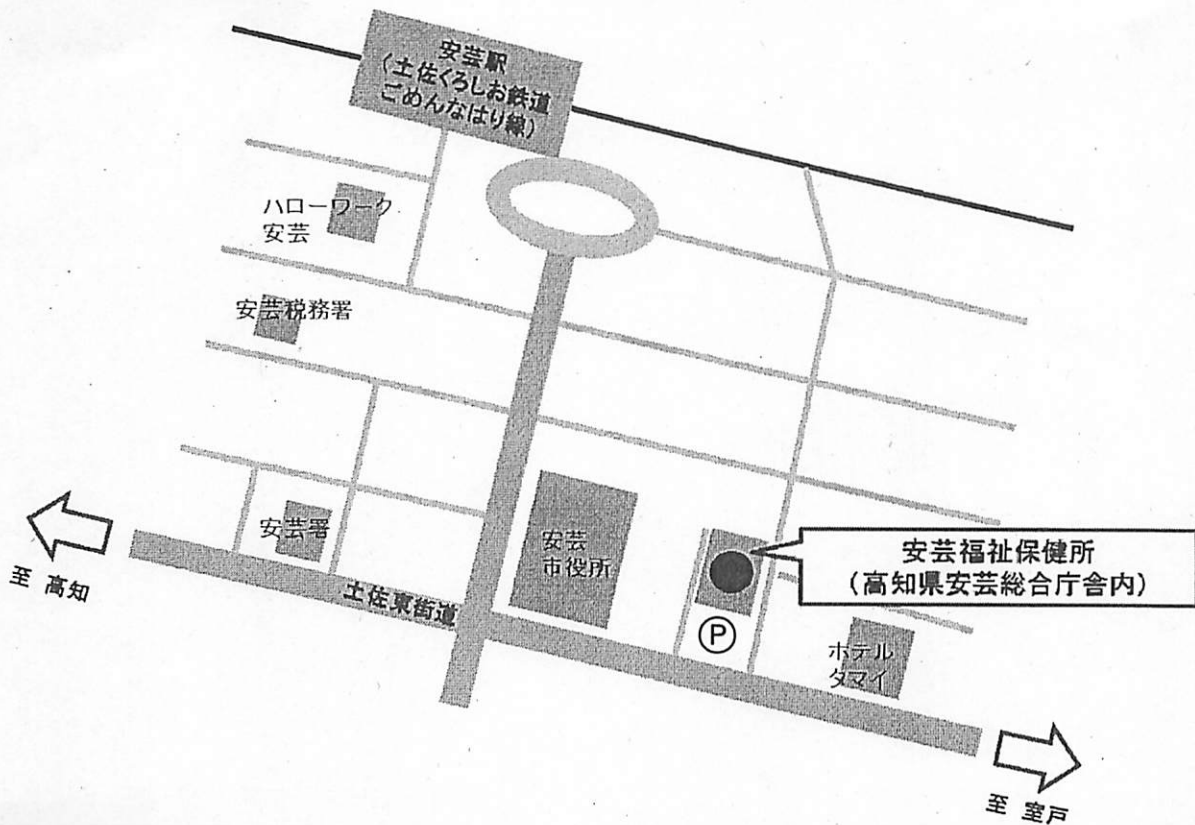 安芸駅
(土佐くろしお鉄道
ごめんなはり線)
ハローワーク
安芸
安芸税務署
安芸署
安芸
市役所
安芸福祉保健所
(高知県安芸総合庁舎内)
至 高知
土佐東街道
P
ホテル
タマイ
至 室戸